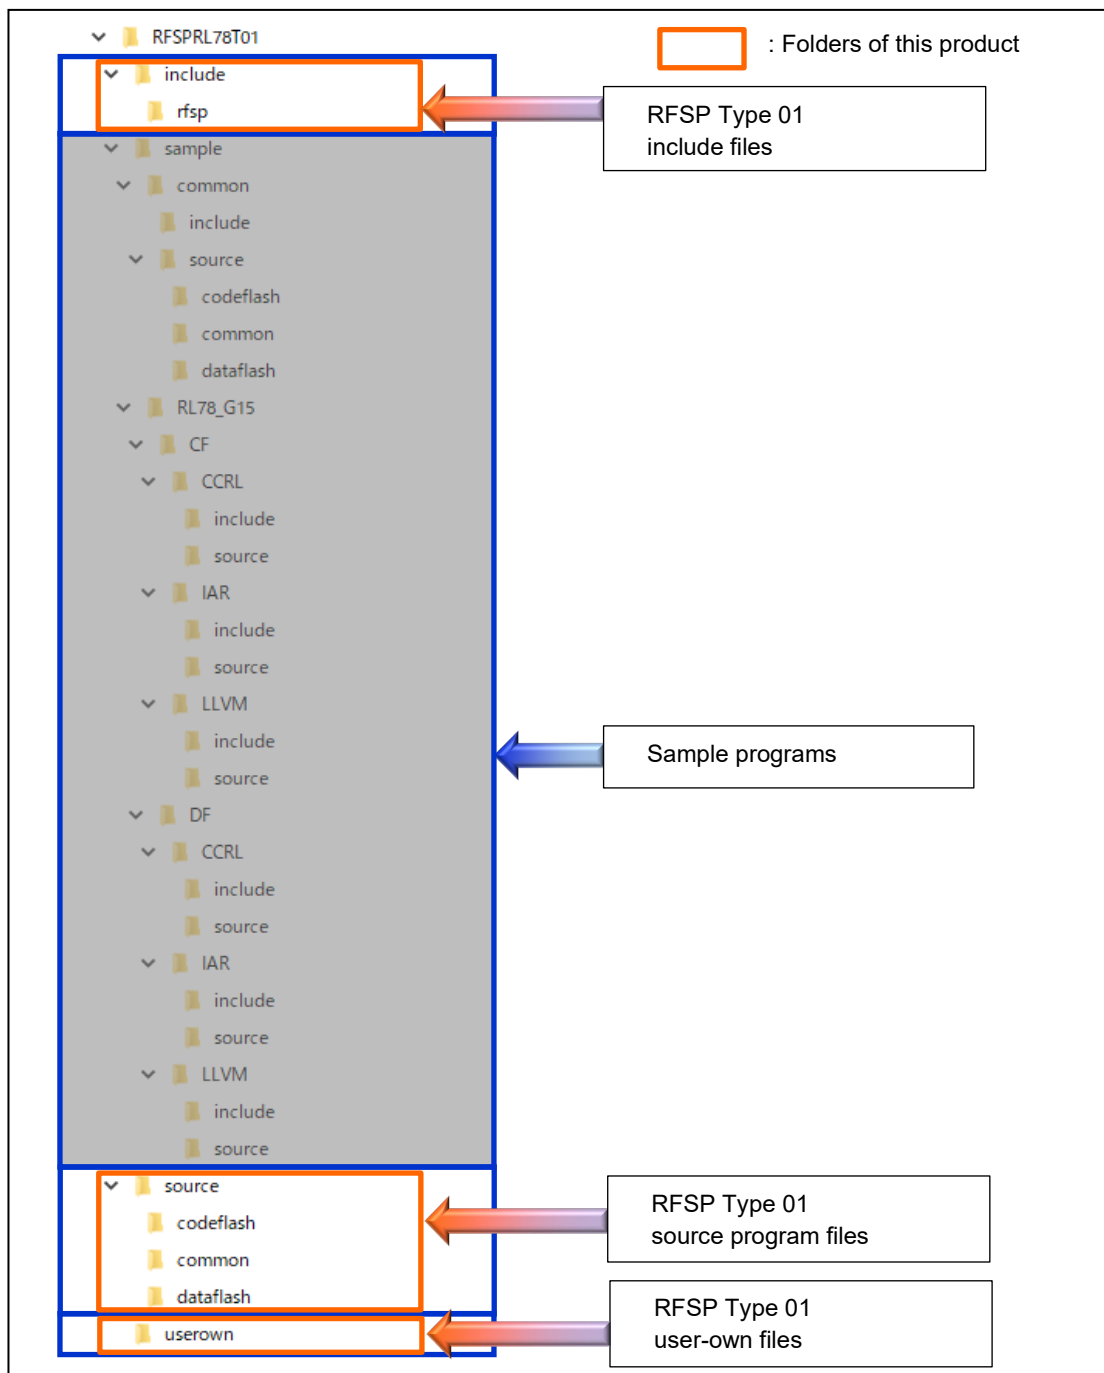 RFSPRL78T01
: Folders of this product
include
rfsp
RFSP Type 01
include files
sample
common
include
source
codeflash
common
dataflash
RL78_G15
CF
CCRL
include
source
IAR
include
source
LLVM
include
source
Sample programs
DF
CCRL
include
source
IAR
include
source
LLVM
include
source
source
codeflash
common
dataflash
RFSP Type 01
source program files
userown
RFSP Type 01
user-own files